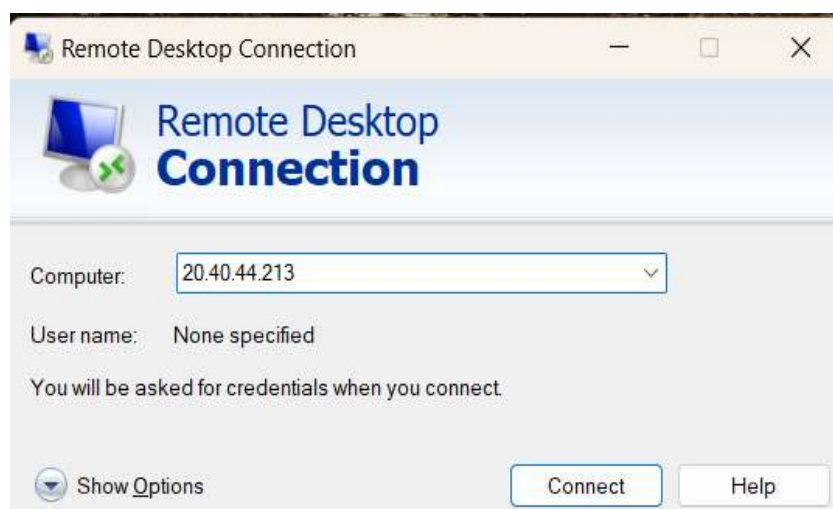 Remote Desktop Connection
Remote Desktop
Connection
Computer: 20.40.44.213
User name: None specified
You will be asked for credentials when you connect.
Show Options Connect Help